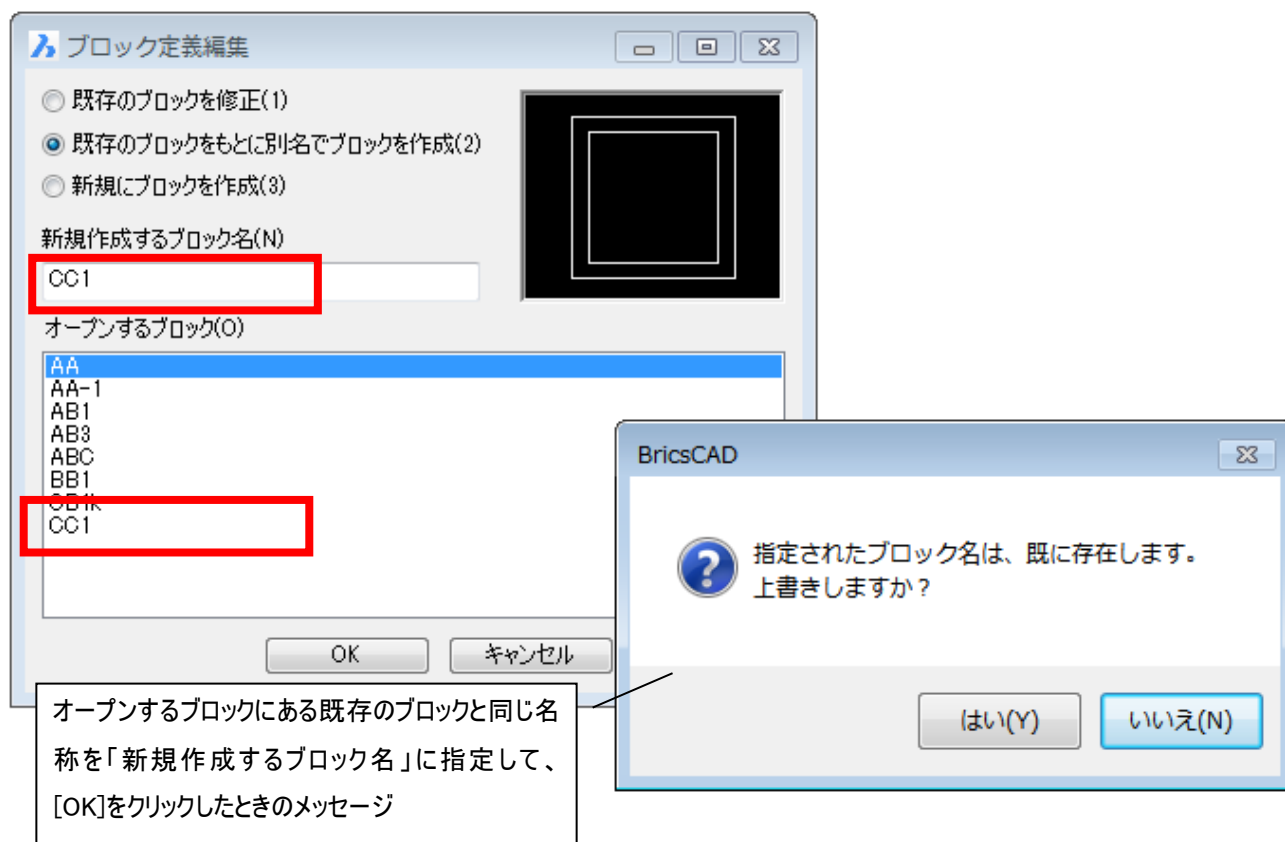 ブロック定義編集
既存のブロックを修正(1)
既存のブロックをもとに別名でブロックを作成(2)
新規にブロックを作成(3)
新規作成するブロック名(N)
CC1
オープンするブロック(O)
AA
AA-1
AB1
AB3
ABC
BB1
CC1
OK
キャンセル
BricsCAD
指定されたブロック名は、既に存在します。
上書きしますか？
はい(Y)
いいえ(N)
オープンするブロックにある既存のブロックと同じ名
称を「新規作成するブロック名」に指定して、
[OK]をクリックしたときのメッセージ